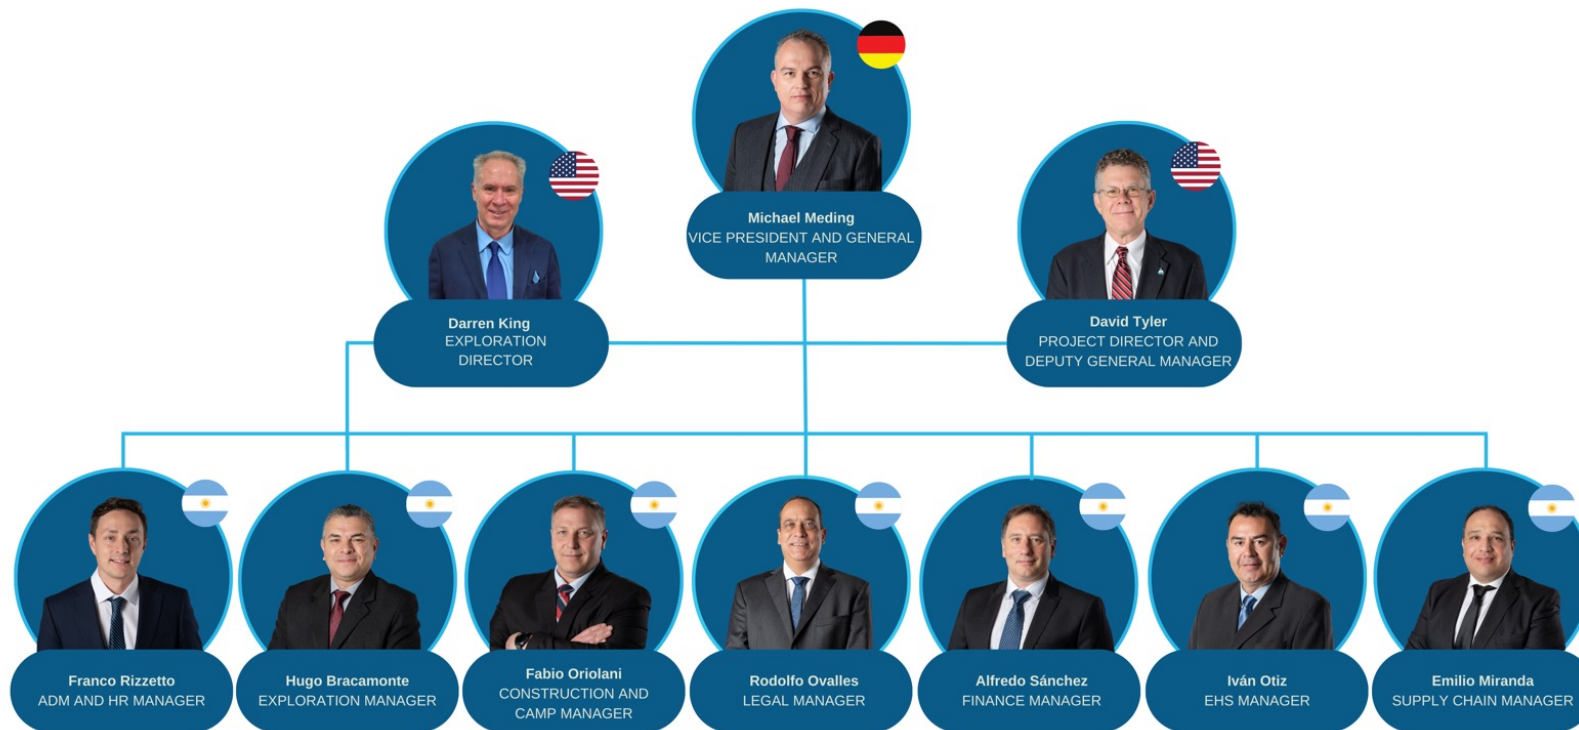 Michael Meding
VICE PRESIDENT AND GENERAL
MANAGER
Darren King
EXPLORATION
DIRECTOR
David Tyler
PROJECT DIRECTOR AND
DEPUTY GENERAL MANAGER
Franco Rizzetto
ADM AND HR MANAGER
Hugo Bracamonte
EXPLORATION MANAGER
Fabio Oriolani
CONSTRUCTION AND
CAMP MANAGER
Rodolfo Ovalles
LEGAL MANAGER
Alfredo Sánchez
FINANCE MANAGER
Iván Otiz
EHS MANAGER
Emilio Miranda
SUPPLY CHAIN MANAGER